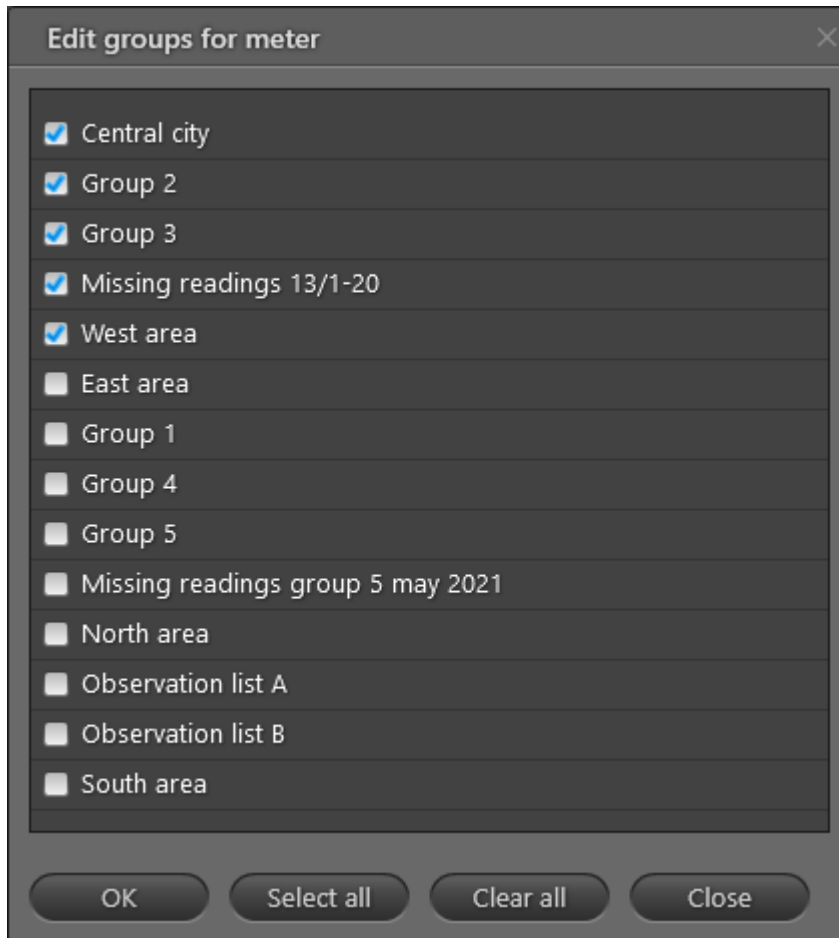 Edit groups for meter
Central city
Group 2
Group 3
Missing readings 13/1-20
West area
East area
Group 1
Group 4
Group 5
Missing readings group 5 may 2021
North area
Observation list A
Observation list B
South area
OK Select all Clear all Close